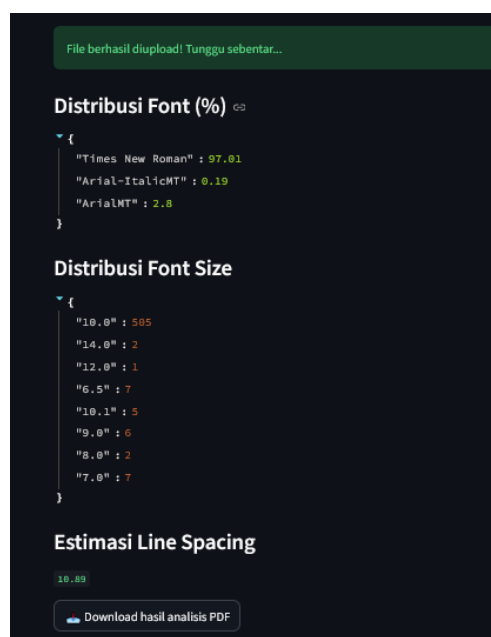 File berhasil diupload! Tunggu sebentar...
Distribusi Font (%)
{
"Times New Roman" : 97.01
"Arial-ItalicMT" : 0.19
"ArialMT" : 2.8
}
Distribusi Font Size
{
"10.0" : 505
"14.0" : 2
"12.0" : 1
"6.5" : 7
"10.1" : 5
"9.0" : 6
"8.0" : 2
"7.0" : 7
}
Estimasi Line Spacing
10.89
Download hasil analisis PDF